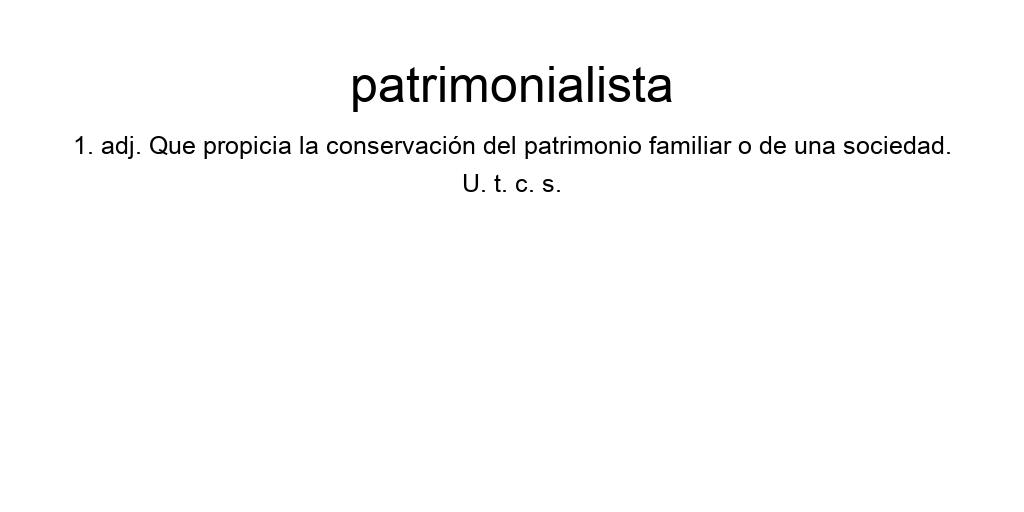 patrimonialista
1. adj. Que propicia la conservación del patrimonio familiar o de una sociedad.
U. t. c. s.